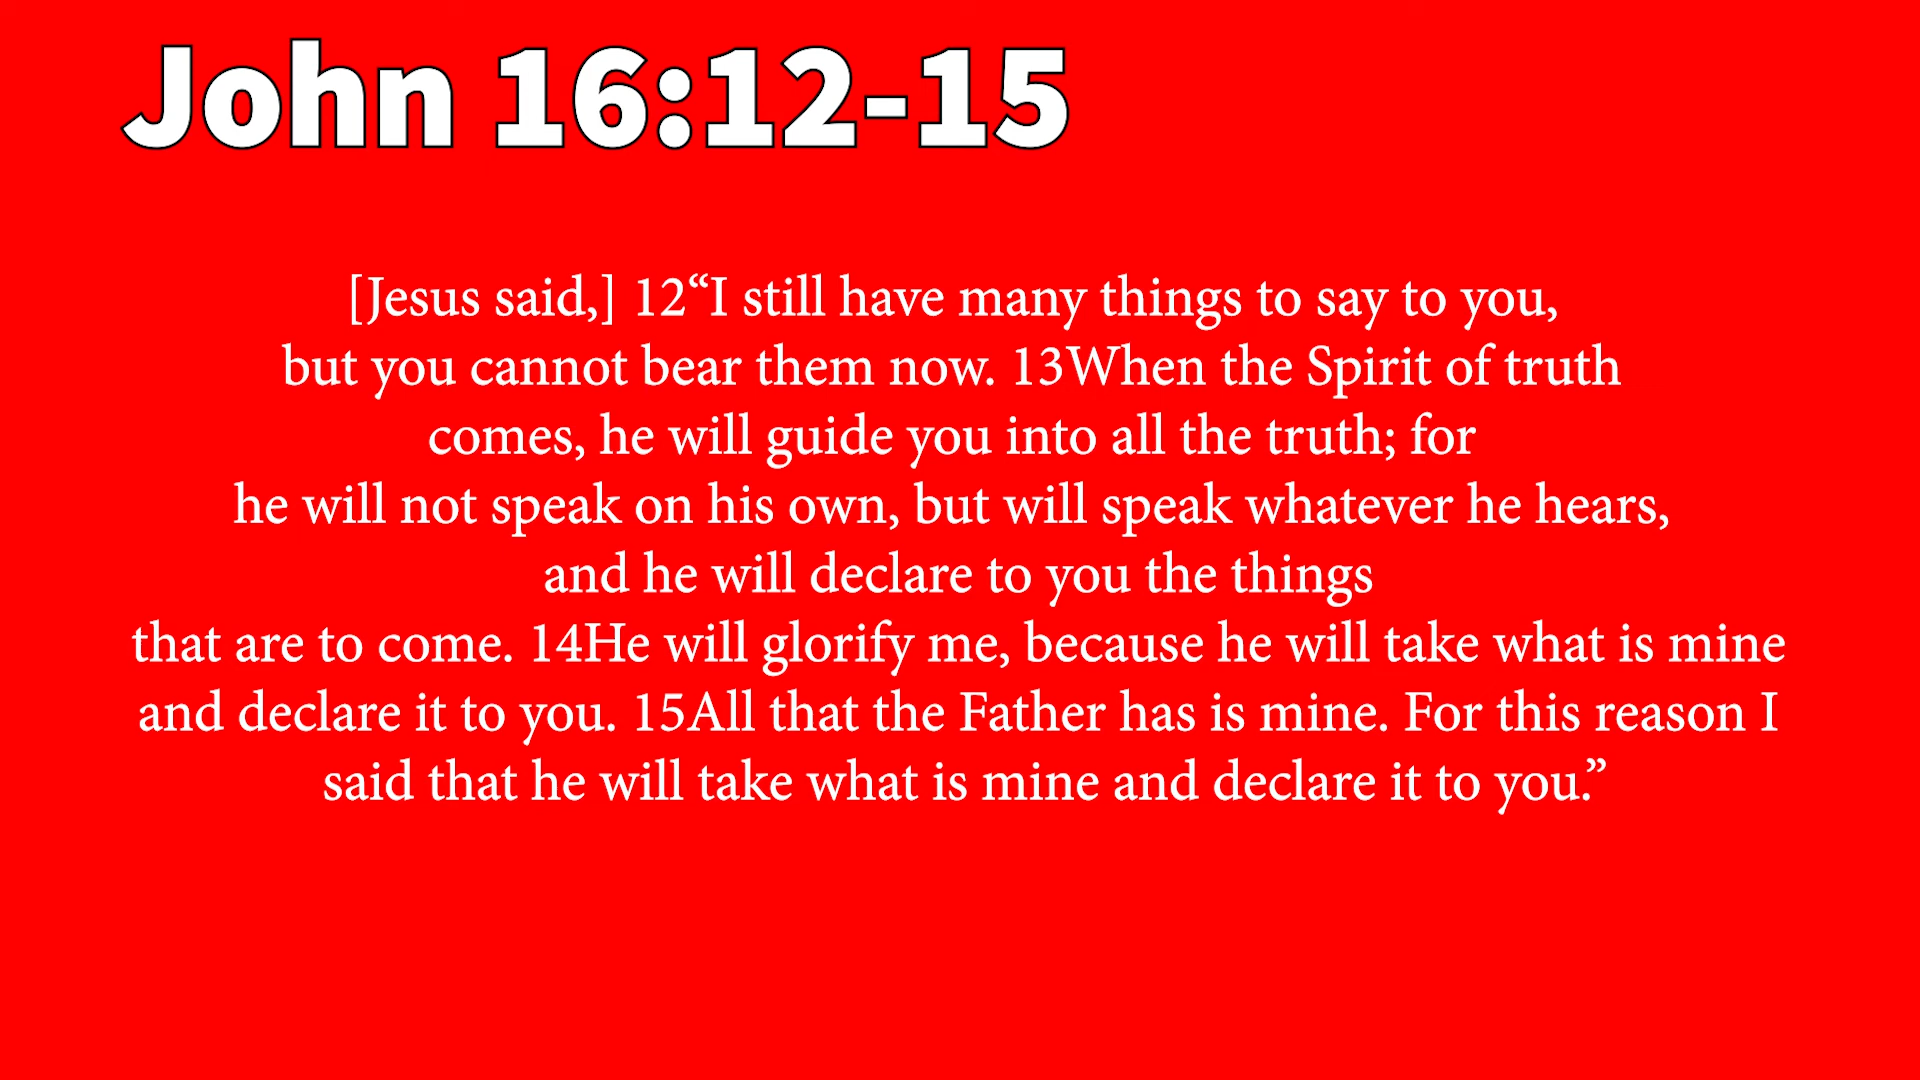 John 16:12-15
[Jesus said,] 12“I still have many things to say to you,
but you cannot bear them now. 13When the Spirit of truth
comes, he will guide you into all the truth; for
he will not speak on his own, but will speak whatever he hears,
and he will declare to you the things
that are to come. 14He will glorify me, because he will take what is mine
and declare it to you. 15All that the Father has is mine. For this reason I
said that he will take what is mine and declare it to you.”